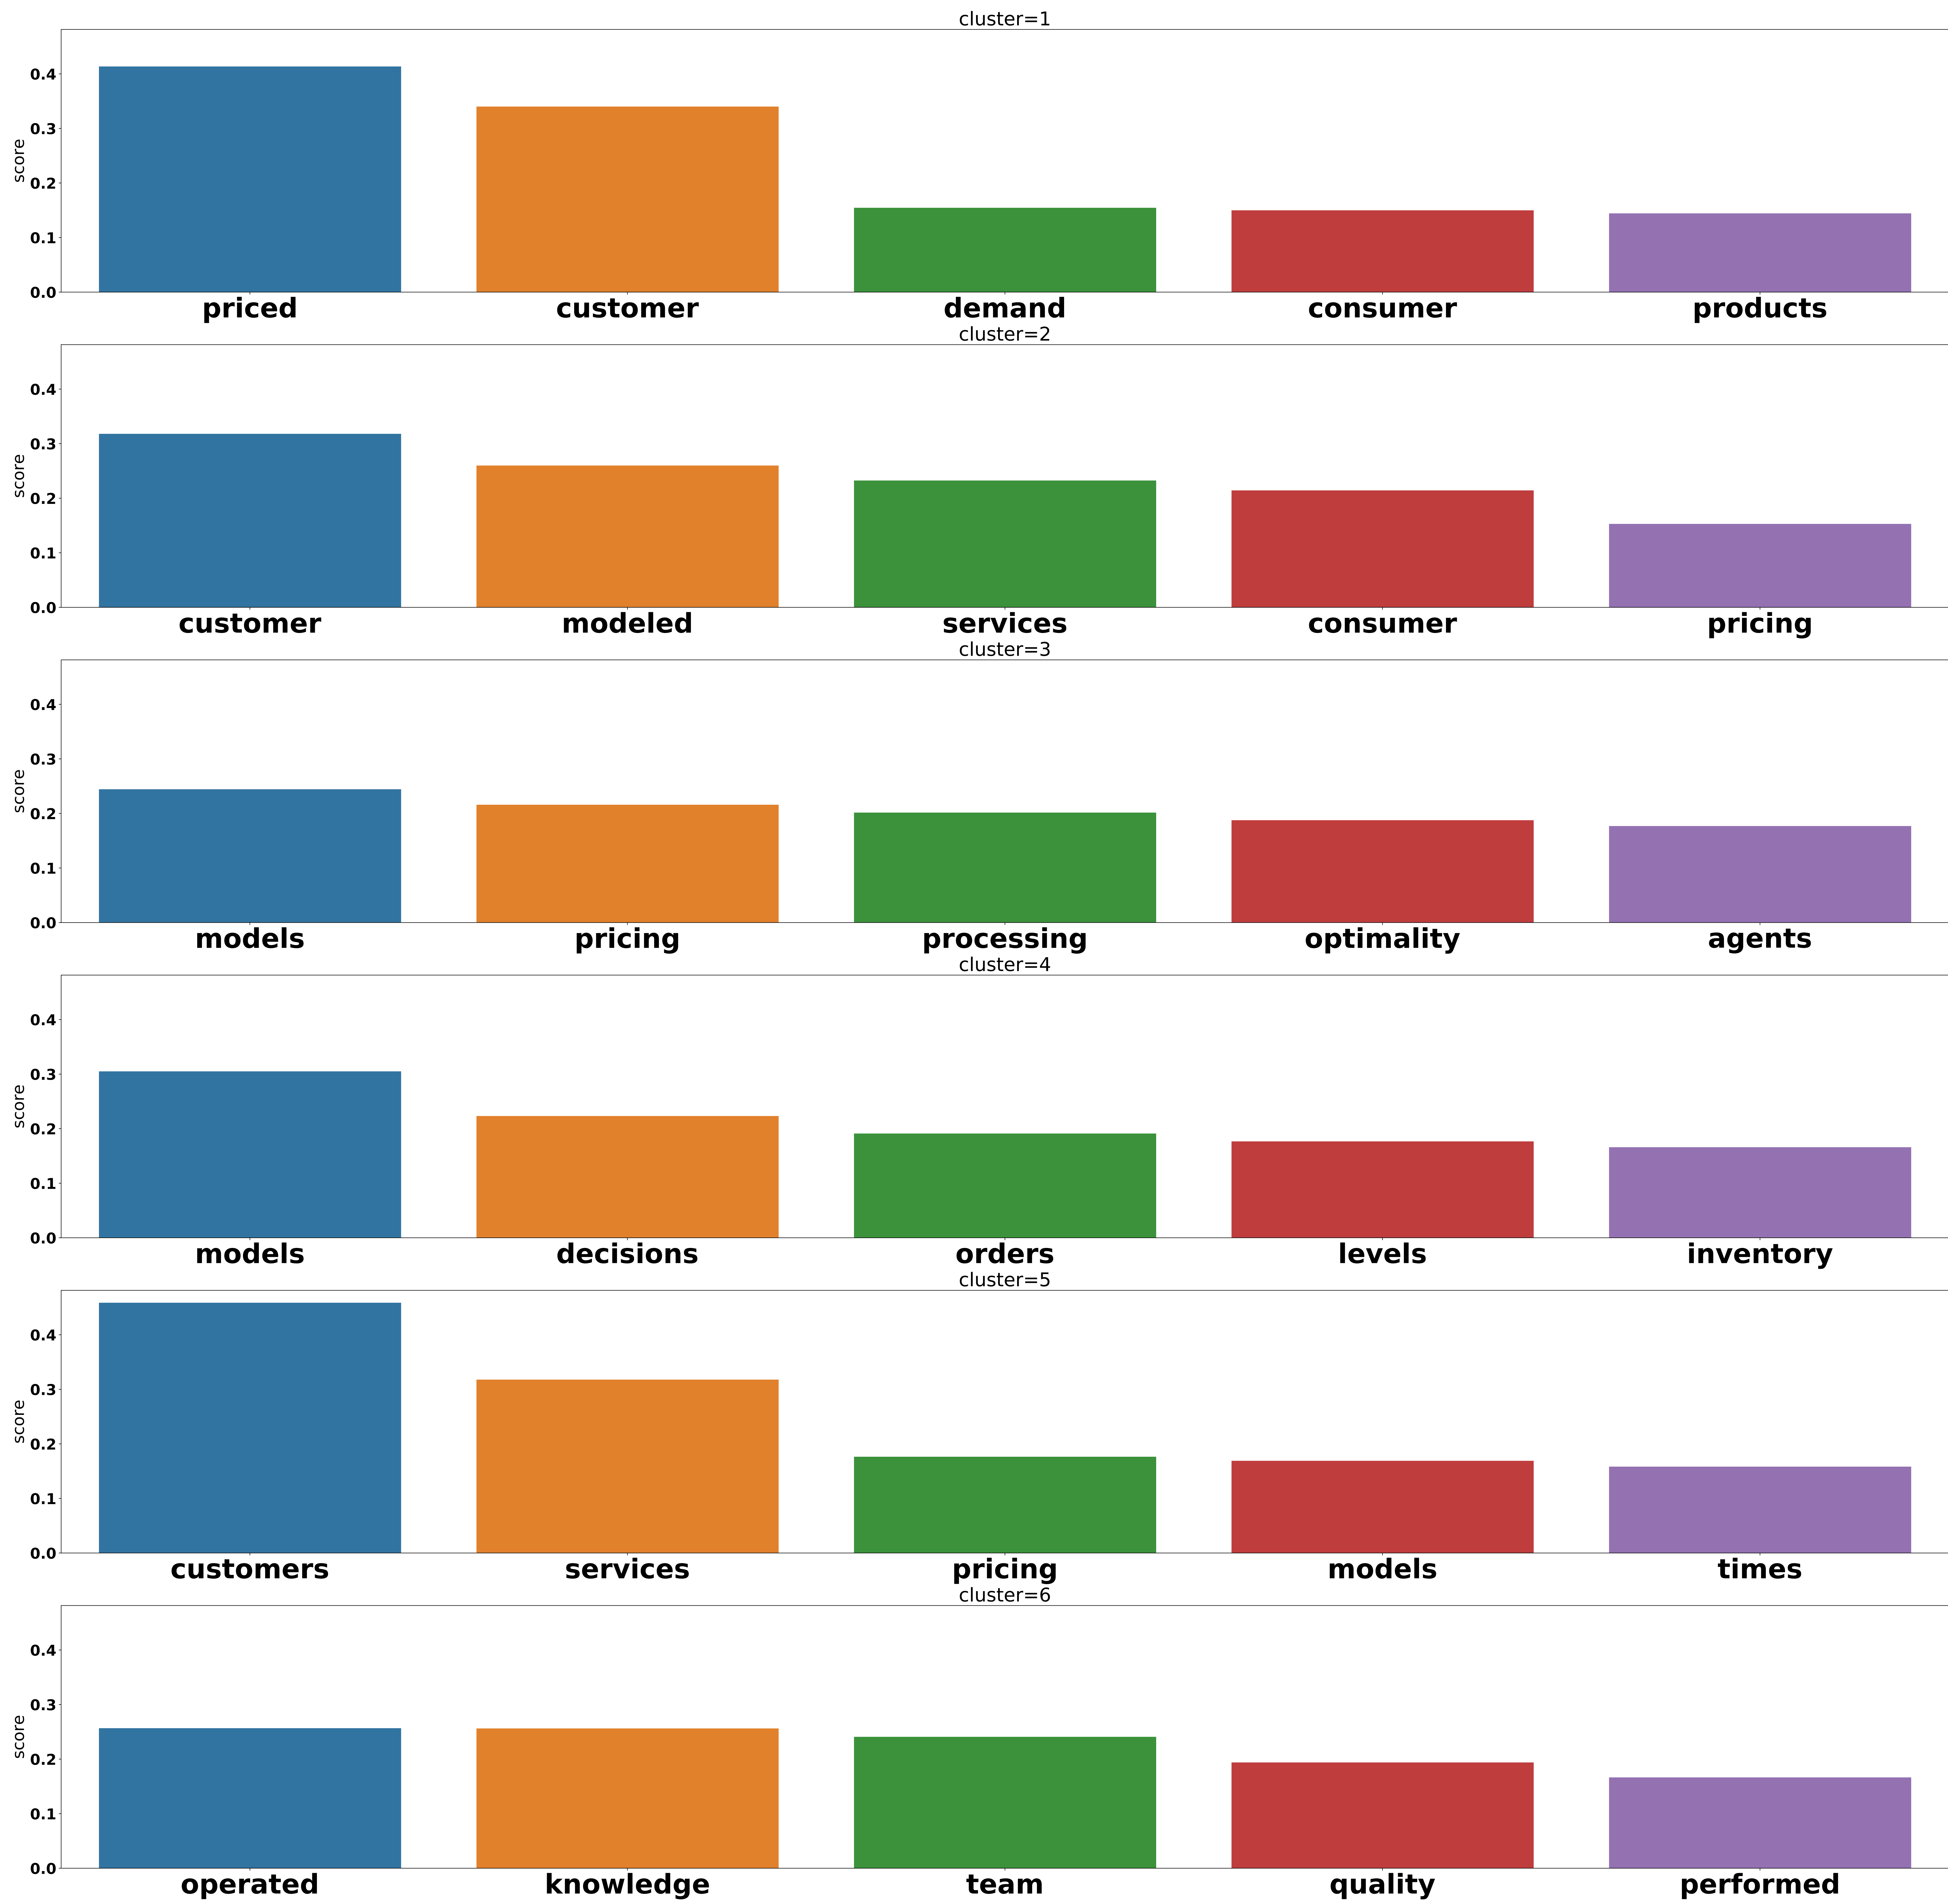 cluster=1
score
0.4
0.3
0.2
0.1
0.0
priced customer demand consumer products
cluster=2
score
0.4
0.3
0.2
0.1
0.0
customer modeled services consumer pricing
cluster=3
score
0.4
0.3
0.2
0.1
0.0
models pricing processing optimality agents
cluster=4
score
0.4
0.3
0.2
0.1
0.0
models decisions orders levels inventory
cluster=5
score
0.4
0.3
0.2
0.1
0.0
customers services pricing models times
cluster=6
score
0.4
0.3
0.2
0.1
0.0
operated knowledge team quality performed